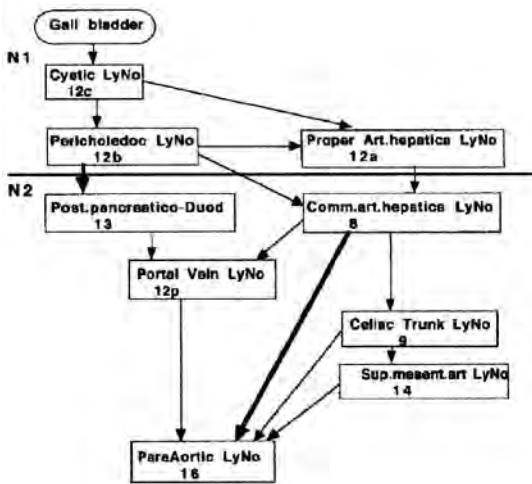 Gall bladder
N1
Cystic LyNo
12c
Pericholedoc LyNo
12b
Proper Art.hepatica LyNo
12a
N2
Post.pancreatico-Duod
13
Comm.art.hepatica LyNo
8
Portal Vein LyNo
12p
Celiac Trunk LyNo
9
Sup.mesent.art LyNo
14
ParaAortic LyNo
16